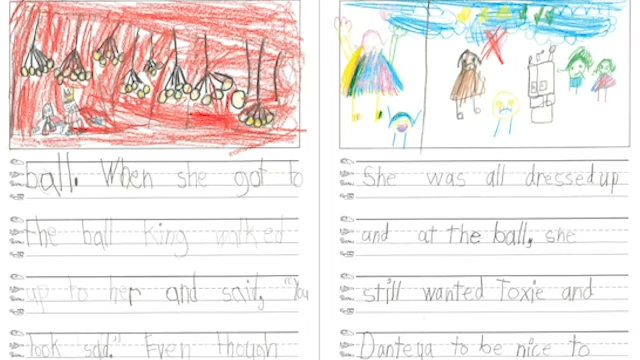 ball. When she got to
the ball King walked
up to her and said, "You
look sad." Even though
She was all dressed up
and at the ball, she
still wanted Toxie and
Danteya to be nice to